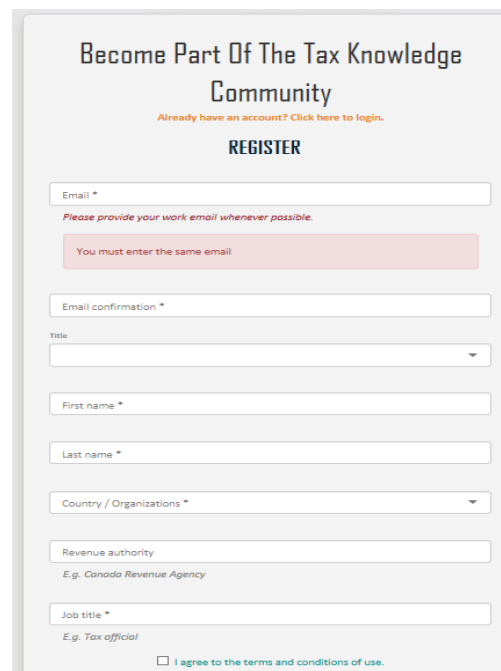 Become Part Of The Tax Knowledge
Community
Already have an account? Click here to login.
REGISTER
Email *
Please provide your work email whenever possible.
You must enter the same email
Email confirmation *
Title
First name *
Last name *
Country / Organizations *
Revenue authority
E.g. Canada Revenue Agency
Job title *
E.g. Tax official
I agree to the terms and conditions of use.